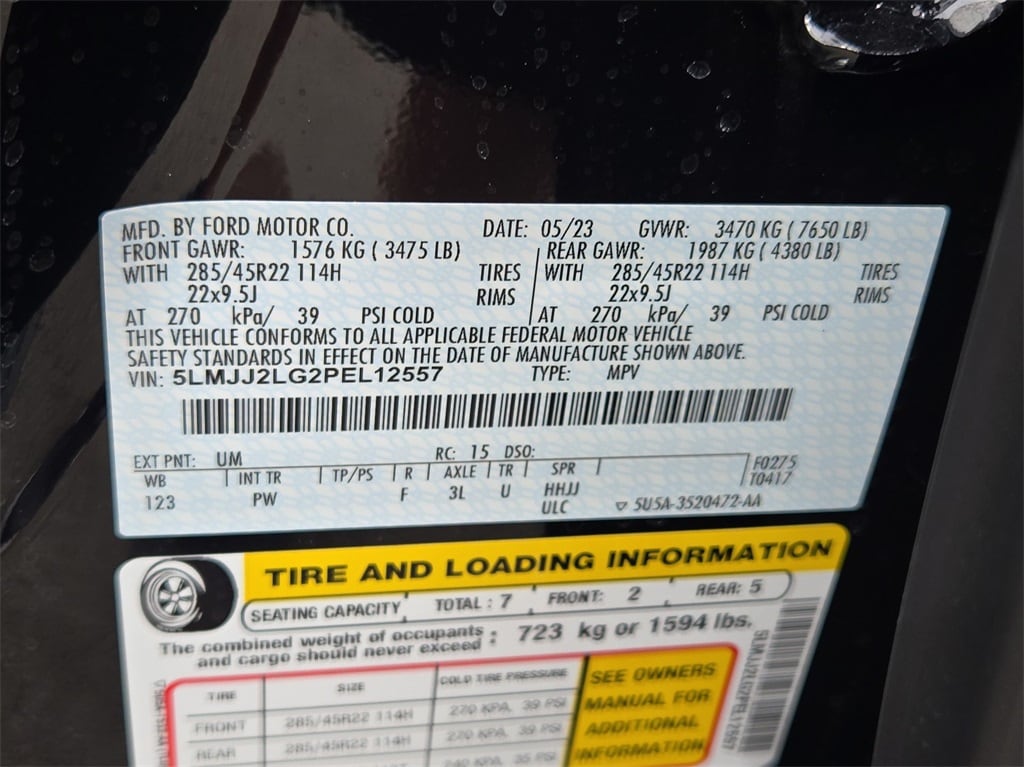 MFD. BY FORD MOTOR CO. DATE: 05/23 GVWR: 3470 KG ( 7650 LB)
FRONT GAWR: 1576 KG ( 3475 LB) REAR GAWR: 1987 KG ( 4380 LB)
WITH 285/45R22 114H TIRES WITH 285/45R22 114H TIRES
22x9.5J RIMS 22x9.5J RIMS
AT 270 kPa/ 39 PSI COLD AT 270 kPa/ 39 PSI COLD
THIS VEHICLE CONFORMS TO ALL APPLICABLE FEDERAL MOTOR VEHICLE
SAFETY STANDARDS IN EFFECT ON THE DATE OF MANUFACTURE SHOWN ABOVE.
VIN: 5LMJJ2LG2PEL12557 TYPE: MPV
EXT PNT: UM RC: 15 DSO:
WB INT TR TP/PS R AXLE TR SPR F0275
123 PW F 3L U HHJJ T0417
ULC 5U5A-3520472-AA
TIRE AND LOADING INFORMATION
SEATING CAPACITY TOTAL : 7 FRONT: 2 REAR: 5
The combined weight of occupants : 723 kg or 1594 lbs.
and cargo should never exceed
TIRE SIZE COLD TIRE PRESSURE SEE OWNERS
FRONT 285/45R22 114H 270 KPA, 39 PSI MANUAL FOR
ADDITIONAL
REAR 285/45R22 114H 270 KPA, 39 PSI INFORMATION
240 KPA, 35 PSI
5LMJJ2LG2PEL12557